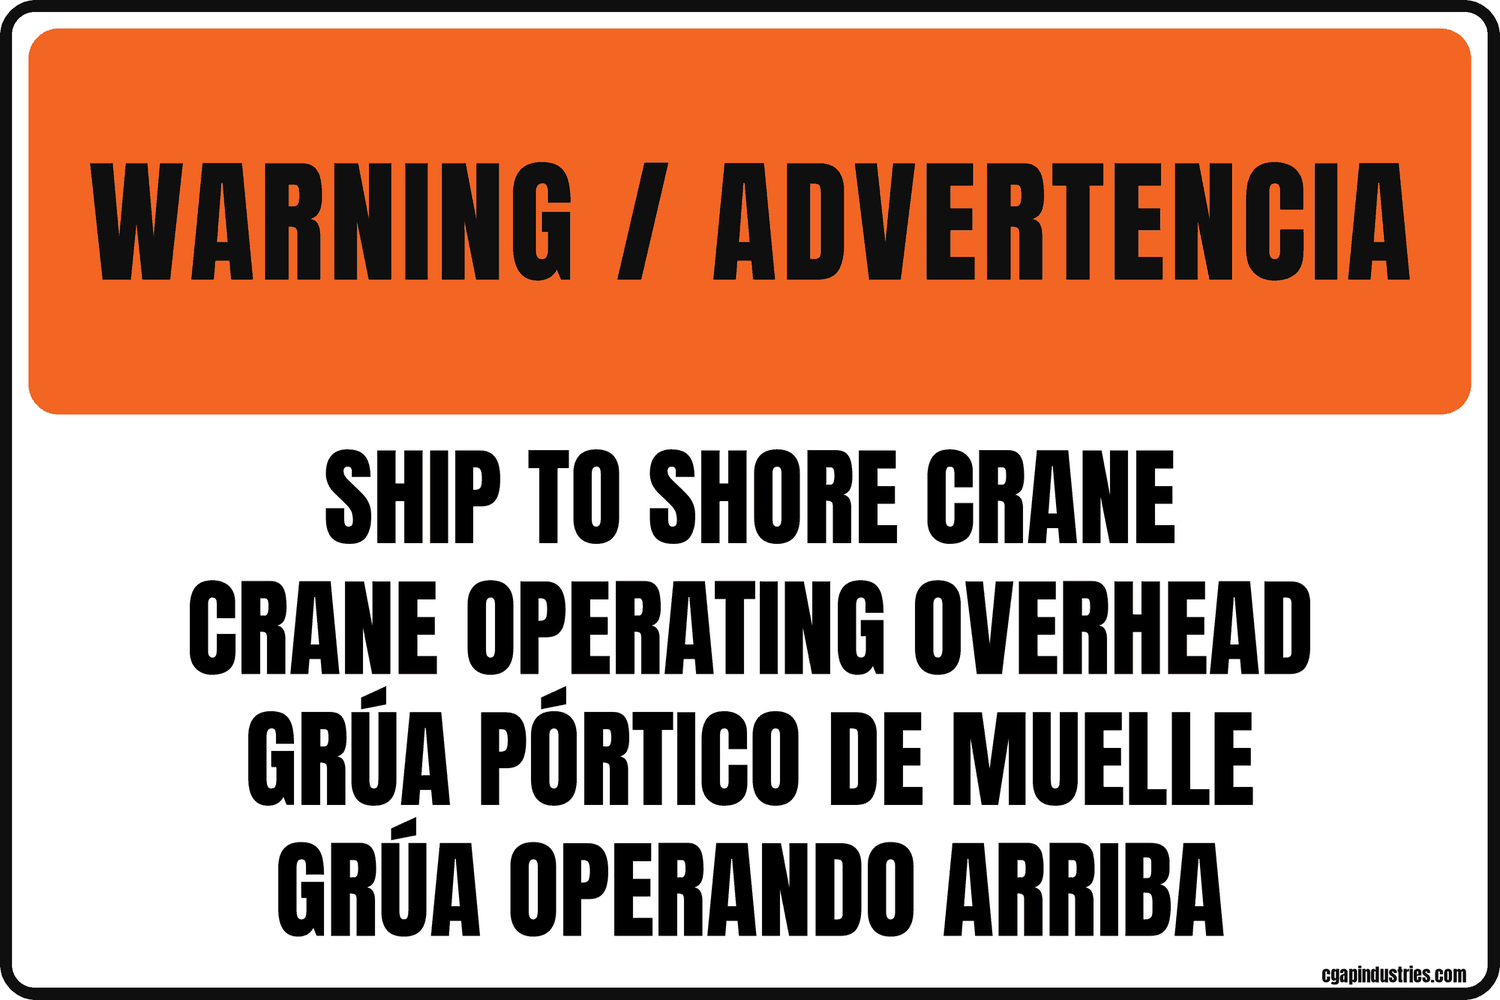 WARNING / ADVERTENCIA
SHIP TO SHORE CRANE
CRANE OPERATING OVERHEAD
GRÚA PÓRTICO DE MUELLE
GRÚA OPERANDO ARRIBA
cgapindustries.com